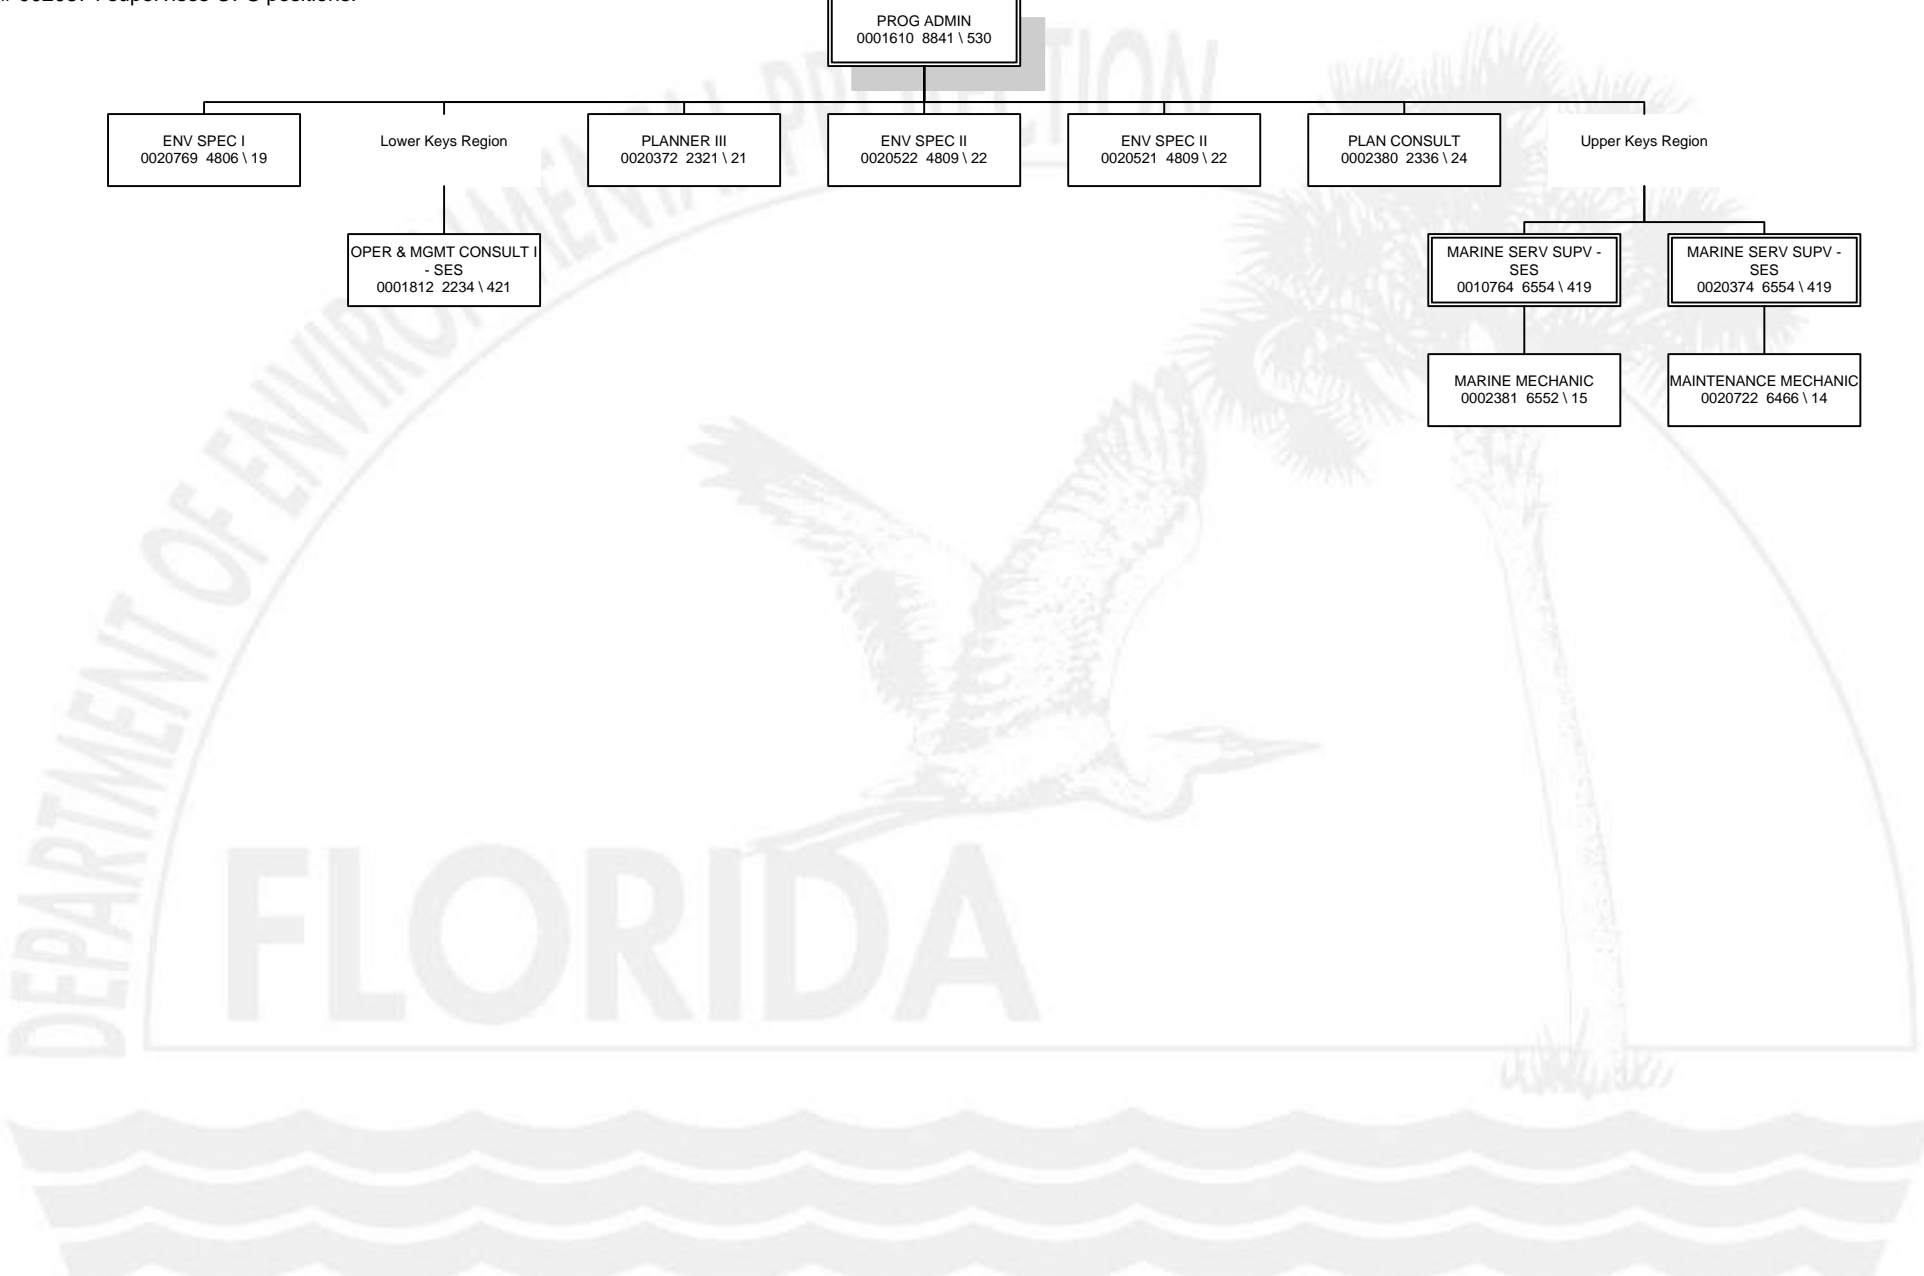 supervises OPS positions.
PROG ADMIN
0001610 8841 \ 530
ENV SPEC I
0020769 4806 \ 19
Lower Keys Region
PLANNER III
0020372 2321 \ 21
ENV SPEC II
0020522 4809 \ 22
ENV SPEC II
0020521 4809 \ 22
PLAN CONSULT
0002380 2336 \ 24
Upper Keys Region
OPER & MGMT CONSULT I
- SES
0001812 2234 \ 421
MARINE SERV SUPV -
SES
0010764 6554 \ 419
MARINE SERV SUPV -
SES
0020374 6554 \ 419
MARINE MECHANIC
0002381 6552 \ 15
MAINTENANCE MECHANIC
0020722 6466 \ 14
DEPARTMENT OF ENVIRONMENTAL PROTECTION
FLORIDA